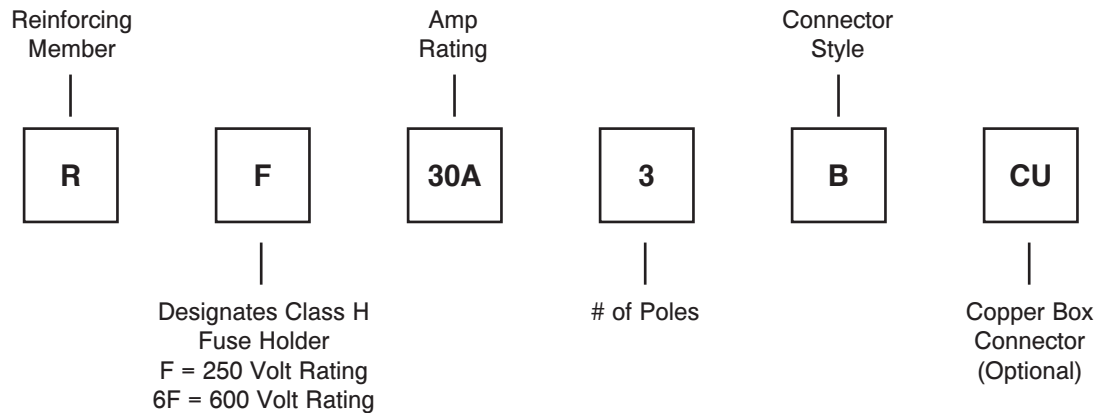 Reinforcing
Member
Amp
Rating
Connector
Style
R
F
30A
3
B
CU
Designates Class H
Fuse Holder
F = 250 Volt Rating
6F = 600 Volt Rating
# of Poles
Copper Box
Connector
(Optional)